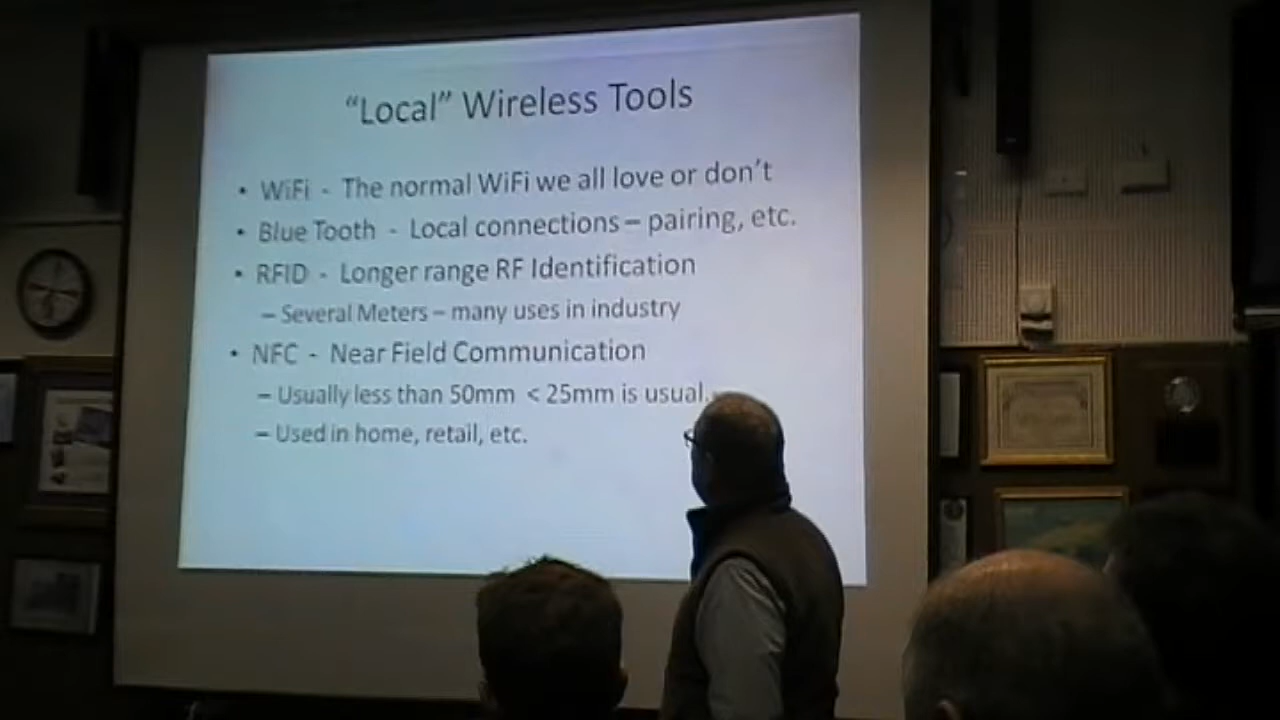 “Local” Wireless Tools
• WiFi - The normal WiFi we all love or don’t
• Blue Tooth - Local connections – pairing, etc.
• RFID - Longer range RF Identification
– Several Meters – many uses in industry
• NFC - Near Field Communication
– Usually less than 50mm < 25mm is usual.
– Used in home, retail, etc.